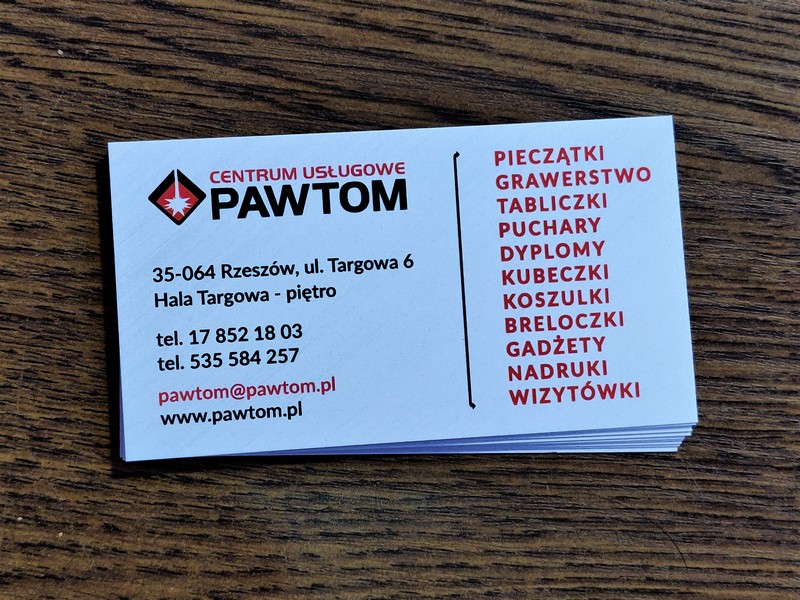 CENTRUM USŁUGOWE
PAWTOM
35-064 Rzeszów, ul. Targowa 6
Hala Targowa - piętro
tel. 17 852 18 03
tel. 535 584 257
pawtom@pawtom.pl
www.pawtom.pl
PIECZĄTKI
GRAWERSTWO
TABLICZKI
PUCHARY
DYPLOMY
KUBECZKI
KOSZULKI
BRELOCZKI
GADŻETY
NADRUKI
WIZYTÓWKI